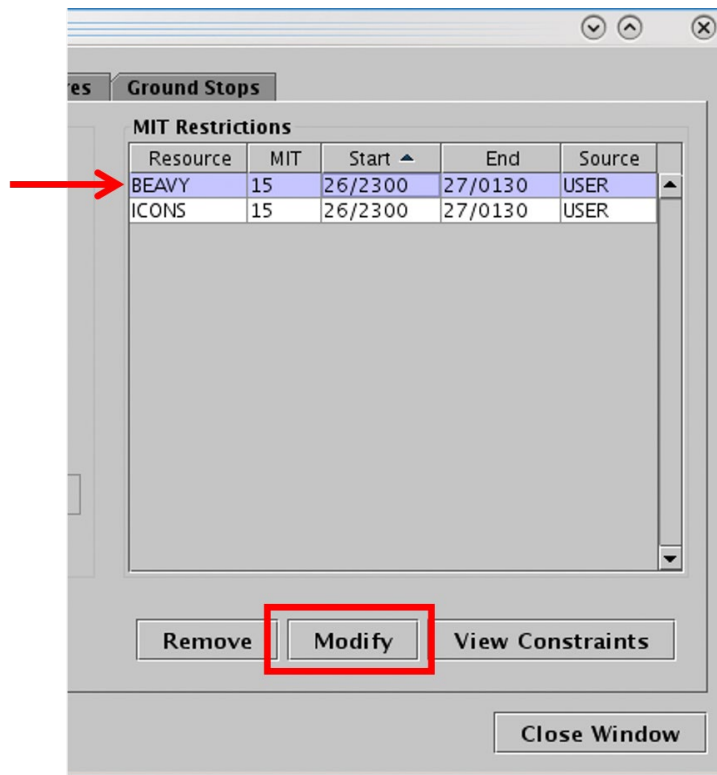 es Ground Stops
MIT Restrictions
Resource MIT Start End Source
BEAVY 15 26/2300 27/0130 USER
ICONS 15 26/2300 27/0130 USER
Remove Modify View Constraints
Close Window